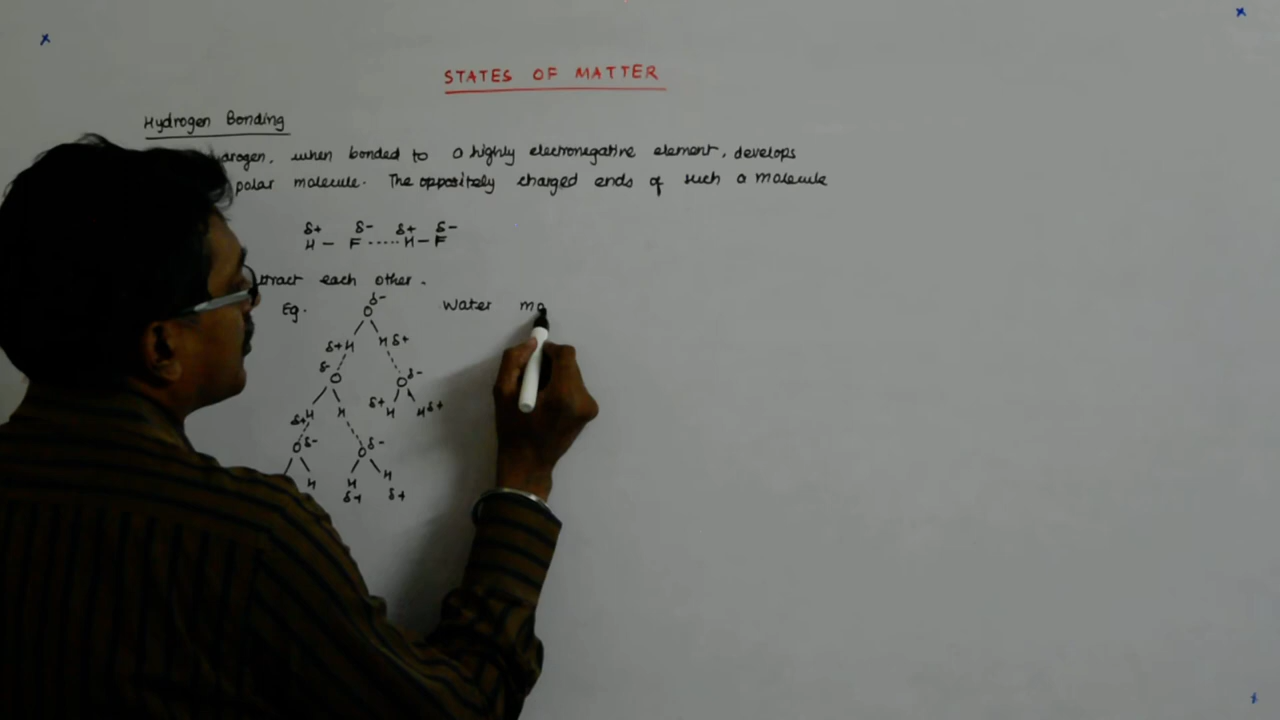 STATES OF MATTER
Hydrogen Bonding
drogen, when bonded to a highly electronegative element, develops
polar molecule. The oppositely charged ends of such a molecule
δ+ δ- δ+ δ-
H — F ····· H — F
ttract each other.
Eg.
δ-
O
Water mo
δ+ H H δ+
δ- O O δ-
δ+ H H δ+
δ+ H H
O δ- O δ-
H H H
δ+ δ+